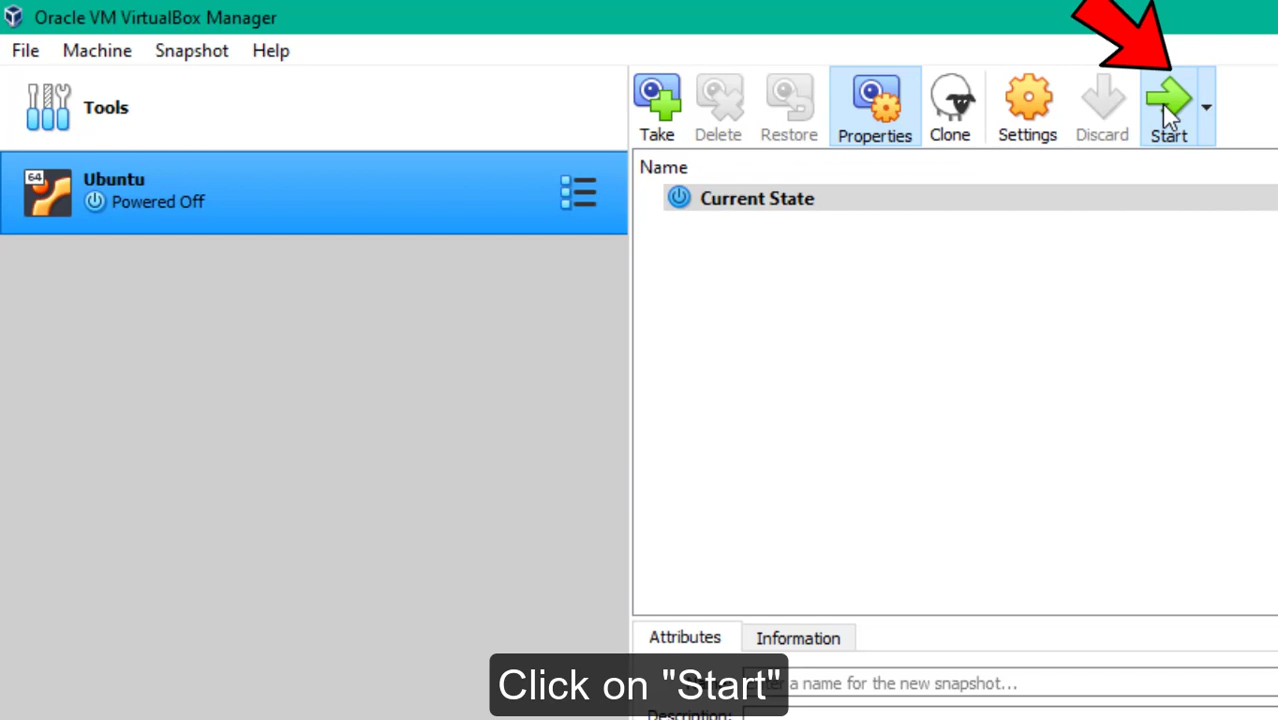 Oracle VM VirtualBox Manager
File Machine Snapshot Help
Tools
Take Delete Restore Properties Clone Settings Discard Start
Name
Current State
64
Ubuntu
Powered Off
Attributes Information
a name for the new snapshot...
Click on "Start"
Description: